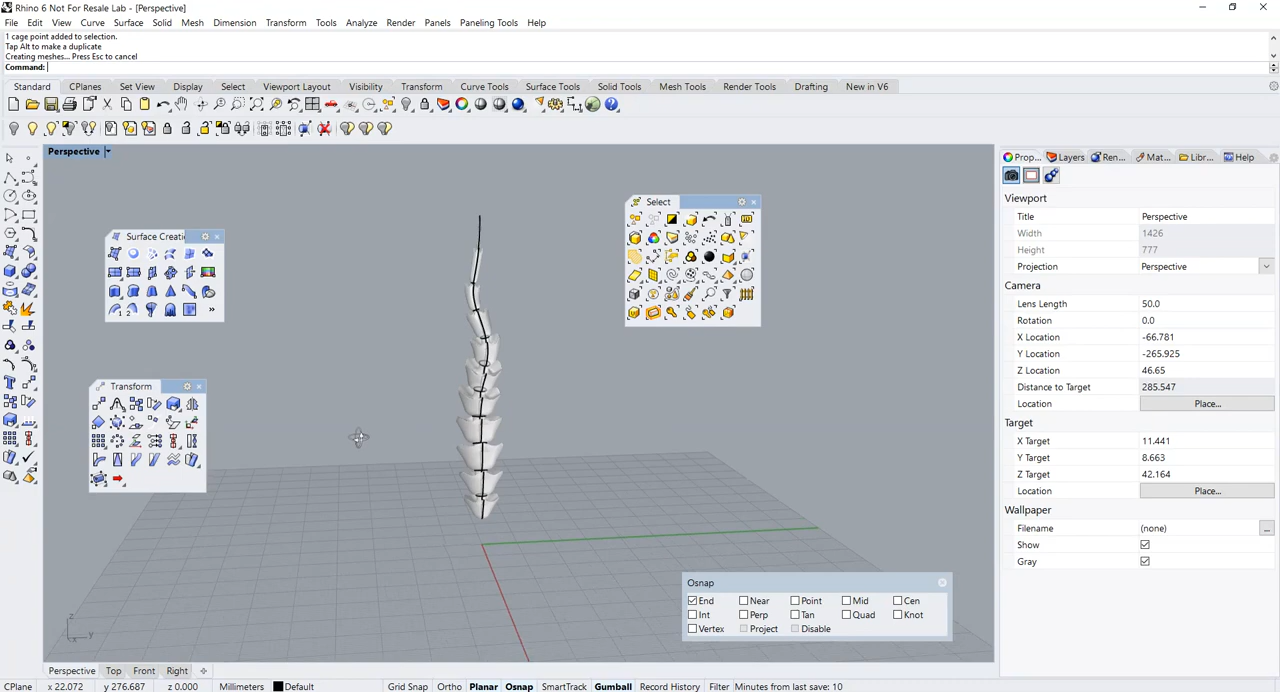 Rhino 6 Not For Resale Lab - [Perspective]
File Edit View Curve Surface Solid Mesh Dimension Transform Tools Analyze Render Panels Paneling Tools Help
1 cage point added to selection.
Tap Alt to make a duplicate
Creating meshes... Press Esc to cancel
Command:
Standard CPlanes Set View Display Select Viewport Layout Visibility Transform Curve Tools Surface Tools Solid Tools Mesh Tools Render Tools Drafting New in V6
Perspective
Prop... Layers Ren... Mat... Libr... Help
Viewport
Title Perspective
Width 1426
Height 777
Projection Perspective
Camera
Lens Length 50.0
Rotation 0.0
X Location -66.781
Y Location -265.925
Z Location 46.65
Distance to Target 285.547
Location Place...
Target
X Target 11.441
Y Target 8.663
Z Target 42.164
Location Place...
Wallpaper
Filename (none) ...
Show
Gray
Select
Surface Creati
Transform
Osnap
End Near Point Mid Cen
Int Perp Tan Quad Knot
Vertex Project Disable
z
x y
Perspective Top Front Right
CPlane x 22.072 y 276.687 z 0.000 Millimeters Default Grid Snap Ortho Planar Osnap SmartTrack Gumball Record History Filter Minutes from last save: 10